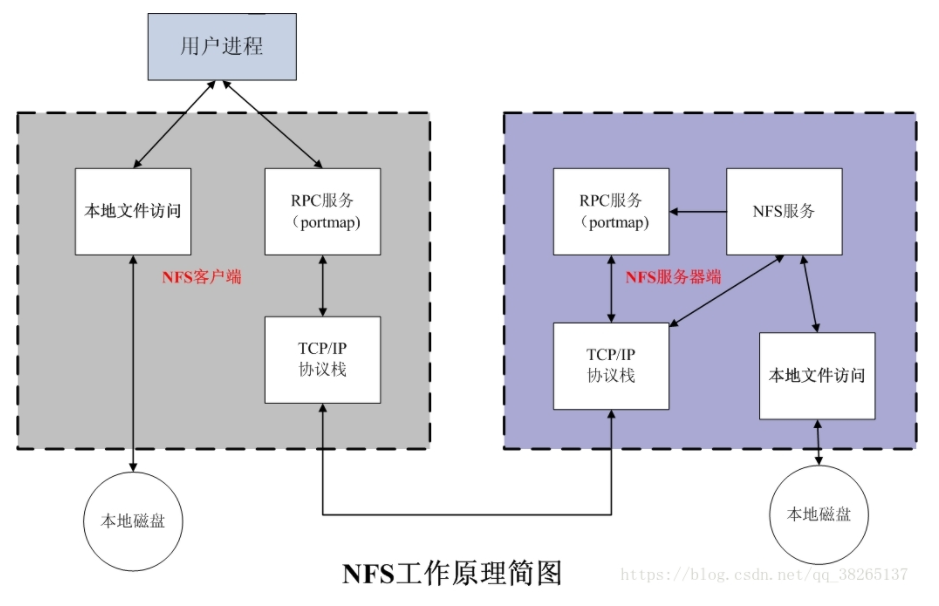 用户进程
本地文件访问
RPC服务
（portmap)
NFS客户端
TCP/IP
协议栈
本地磁盘
RPC服务
（portmap)
NFS服务
NFS服务器端
TCP/IP
协议栈
本地文件访问
本地磁盘
NFS工作原理简图
https://blog.csdn.net/qq_38265137